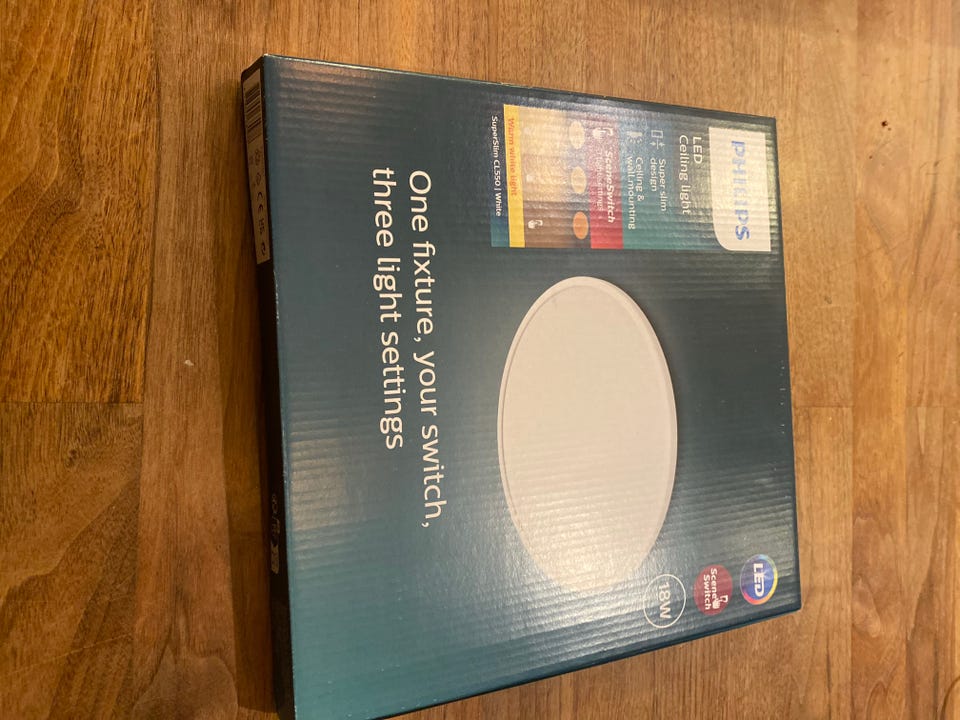 PHILIPS
LED
Ceiling light
Super slim
design
Ceiling &
wall mounting
SceneSwitch
Warm white light
SuperSlim CL550 | White
LED
Scene
Switch
18W
One fixture, your switch,
three light settings